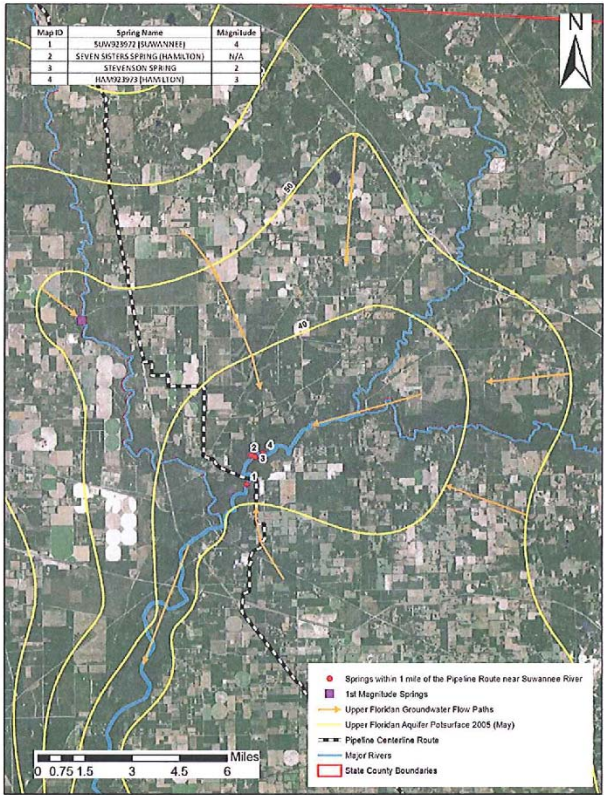 Map ID Spring Name Magnitude
1 SUW923972 (SUWANNEE) 4
2 SEVEN SISTERS SPRING (HAMILTON) N/A
3 STEVENSON SPRING 2
4 HAM923973 (HAMILTON) 3
N
50
40
2
4
3
1
Springs within 1 mile of the Pipeline Route near Suwannee River
1st Magnitude Springs
Upper Floridan Groundwater Flow Paths
Upper Floridan Aquifer Potsurface 2005 (May)
Pipeline Centerline Route
Major Rivers
State County Boundaries
Miles
0 0.75 1.5 3 4.5 6